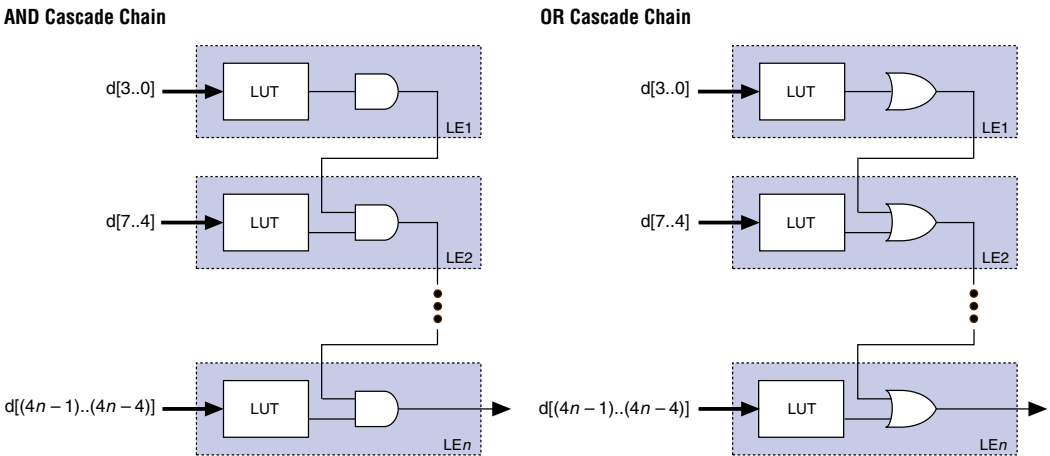 AND Cascade Chain
d[3..0]
LUT
LE1
d[7..4]
LUT
LE2
d[(4n – 1)..(4n – 4)]
LUT
LEn
OR Cascade Chain
d[3..0]
LUT
LE1
d[7..4]
LUT
LE2
d[(4n – 1)..(4n – 4)]
LUT
LEn